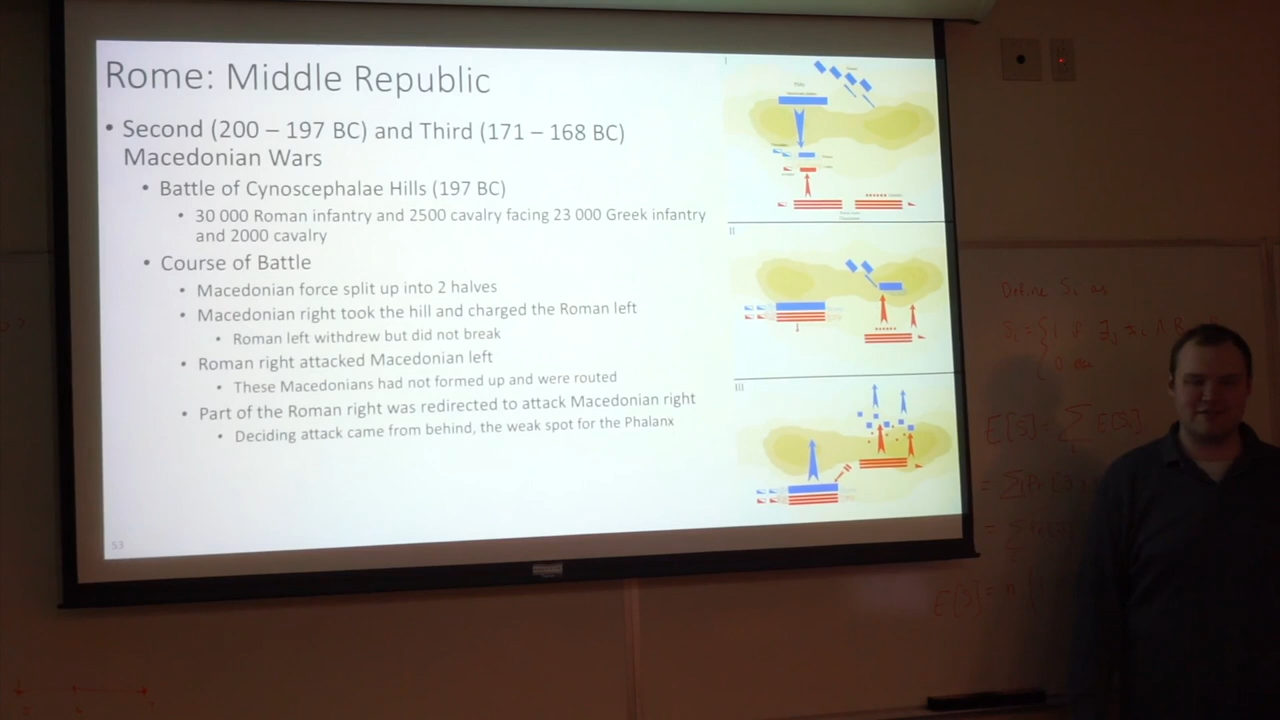 Rome: Middle Republic
• Second (200 – 197 BC) and Third (171 – 168 BC)
Macedonian Wars
• Battle of Cynoscephalae Hills (197 BC)
• 30 000 Roman infantry and 2500 cavalry facing 23 000 Greek infantry
and 2000 cavalry
• Course of Battle
• Macedonian force split up into 2 halves
• Macedonian right took the hill and charged the Roman left
• Roman left withdrew but did not break
• Roman right attacked Macedonian left
• These Macedonians had not formed up and were routed
• Part of the Roman right was redirected to attack Macedonian right
• Deciding attack came from behind, the weak spot for the Phalanx
53
I
II
III
Define Si as
E[S] = ∑ E[Si]